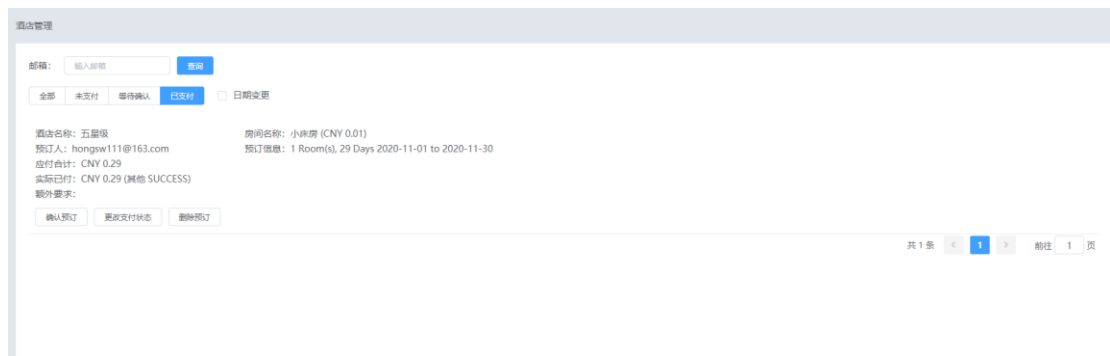 酒店管理
邮箱： 输入邮箱 查询
全部 未支付 等待确认 已支付 日期变更
酒店名称：五星级 房间名称：小床房 (CNY 0.01)
预订人：hongsw111@163.com 预订信息：1 Room(s), 29 Days 2020-11-01 to 2020-11-30
应付合计：CNY 0.29
实际已付：CNY 0.29 (其他 SUCCESS)
额外要求：
确认预订 更改支付状态 删除预订
共 1 条 < 1 > 前往 1 页